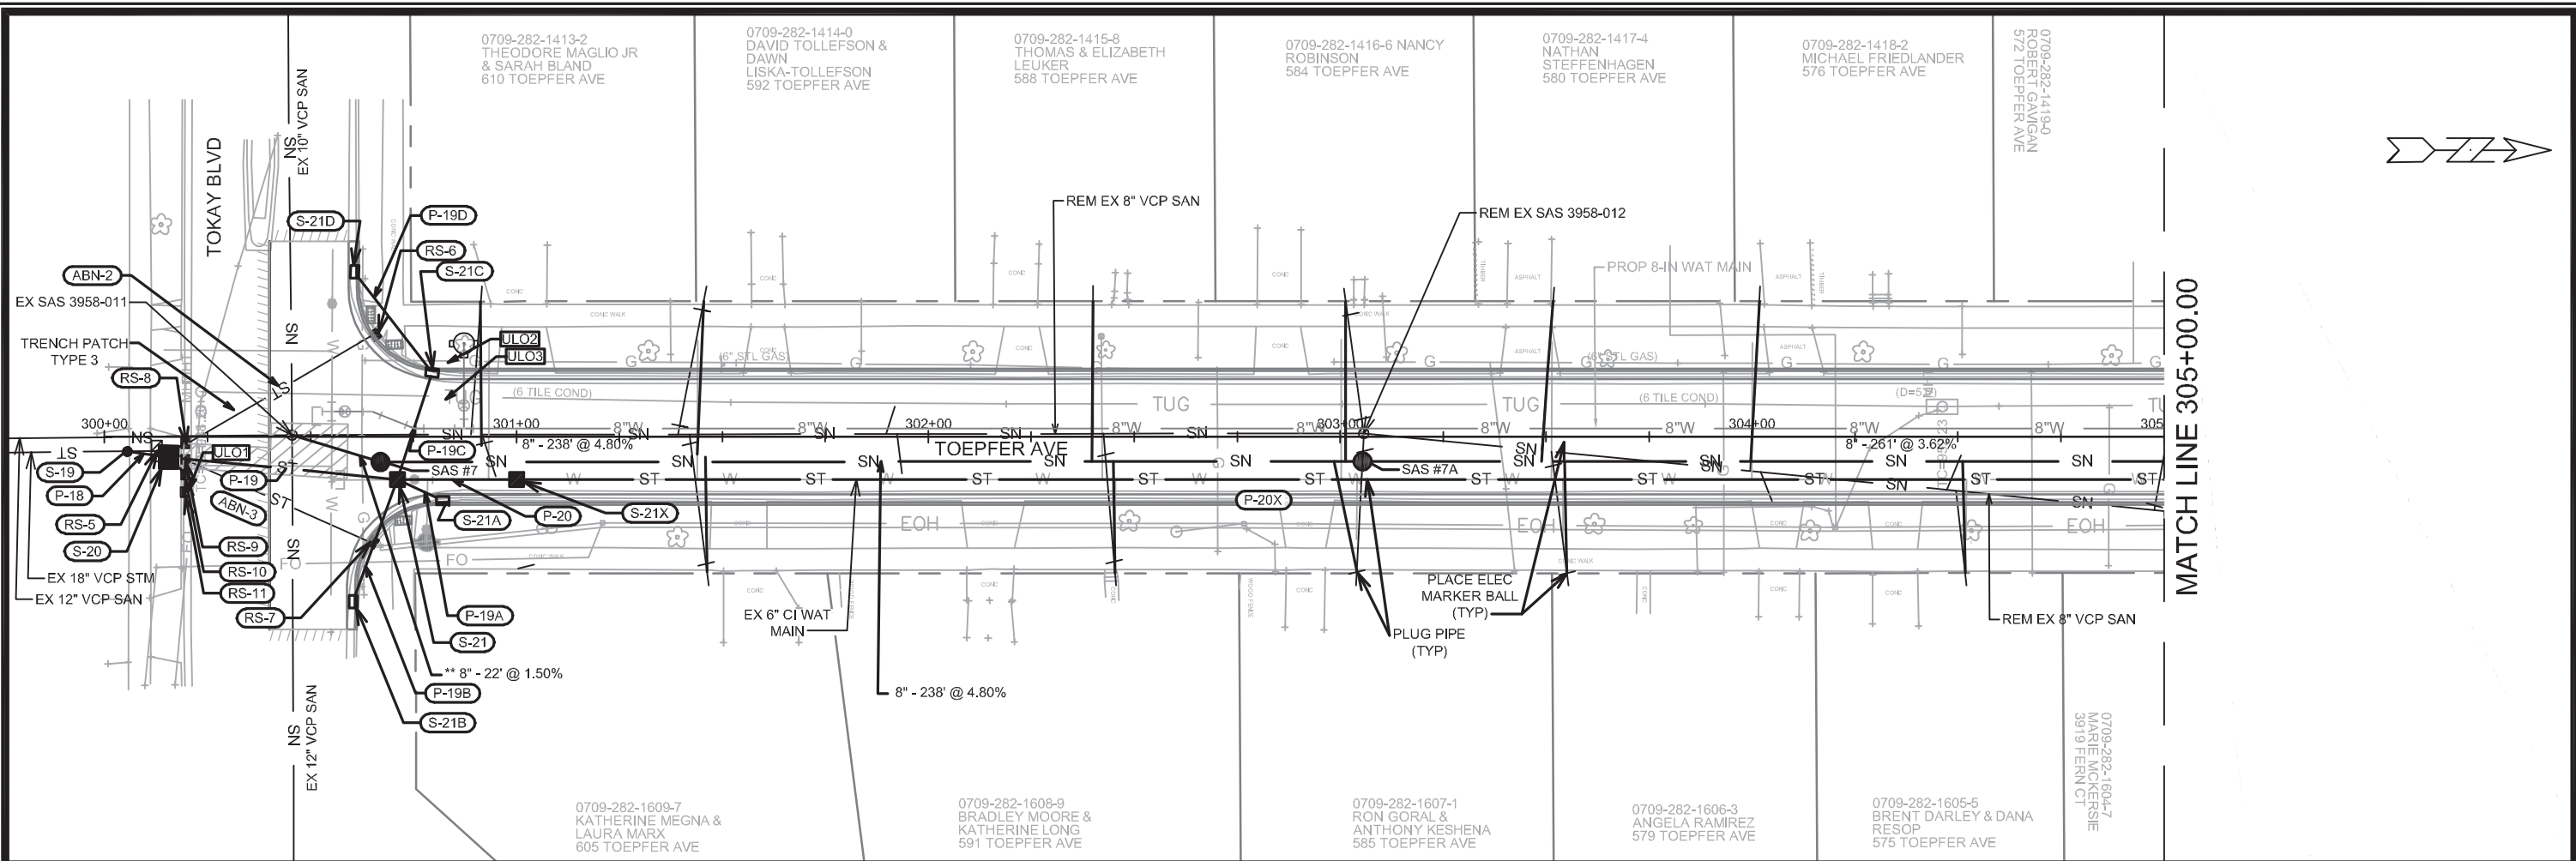 0709-282-1413-2
THEODORE MAGLIO JR
& SARAH BLAND
610 TOEPFER AVE
0709-282-1414-0
DAVID TOLLEFSON &
DAWN
LISKA-TOLLEFSON
592 TOEPFER AVE
0709-282-1415-8
THOMAS & ELIZABETH
LEUKER
588 TOEPFER AVE
0709-282-1416-6 NANCY
ROBINSON
584 TOEPFER AVE
0709-282-1417-4
NATHAN
STEFFENHAGEN
580 TOEPFER AVE
0709-282-1418-2
MICHAEL FRIEDLANDER
576 TOEPFER AVE
0709-282-1419-0
ROBERT GAVIGAN
572 TOEPFER AVE
EX 10" VCP SAN
TOKAY BLVD
S-21D
P-19D
RS-6
S-21C
ABN-2
EX SAS 3958-011
TRENCH PATCH
TYPE 3
RS-8
REM EX 8" VCP SAN
REM EX SAS 3958-012
PROP 8-IN WAT MAIN
ULO2
ULO3
(6" STL GAS)
(6" STL GAS)
(6 TILE COND)
(6 TILE COND)
TUG
TUG
300+00
301+00
302+00
303+00
304+00
305
8" - 238' @ 4.80%
TOEPFER AVE
8" - 261' @ 3.62%
MATCH LINE 305+00.00
ULO1
P-19C
SAS #7
SAS #7A
S-19
P-18
P-19
RS-5
S-20
ABN-3
S-21A
P-20
S-21X
P-20X
RS-9
RS-10
RS-11
RS-7
EX 18" VCP STM
EX 12" VCP SAN
EOH
EOH
EOH
FO
P-19A
S-21
** 8" - 22' @ 1.50%
P-19B
S-21B
EX 6" CI WAT
MAIN
8" - 238' @ 4.80%
PLACE ELEC
MARKER BALL
(TYP)
PLUG PIPE
(TYP)
REM EX 8" VCP SAN
EX 12" VCP SAN
0709-282-1609-7
KATHERINE MEGNA &
LAURA MARX
605 TOEPFER AVE
0709-282-1608-9
BRADLEY MOORE &
KATHERINE LONG
591 TOEPFER AVE
0709-282-1607-1
RON GORAL &
ANTHONY KESHENA
585 TOEPFER AVE
0709-282-1606-3
ANGELA RAMIREZ
579 TOEPFER AVE
0709-282-1605-5
BRENT DARLEY & DANA
RESOP
575 TOEPFER AVE
0709-282-1604-7
MARIE MCKERSIE
3919 FERN CT